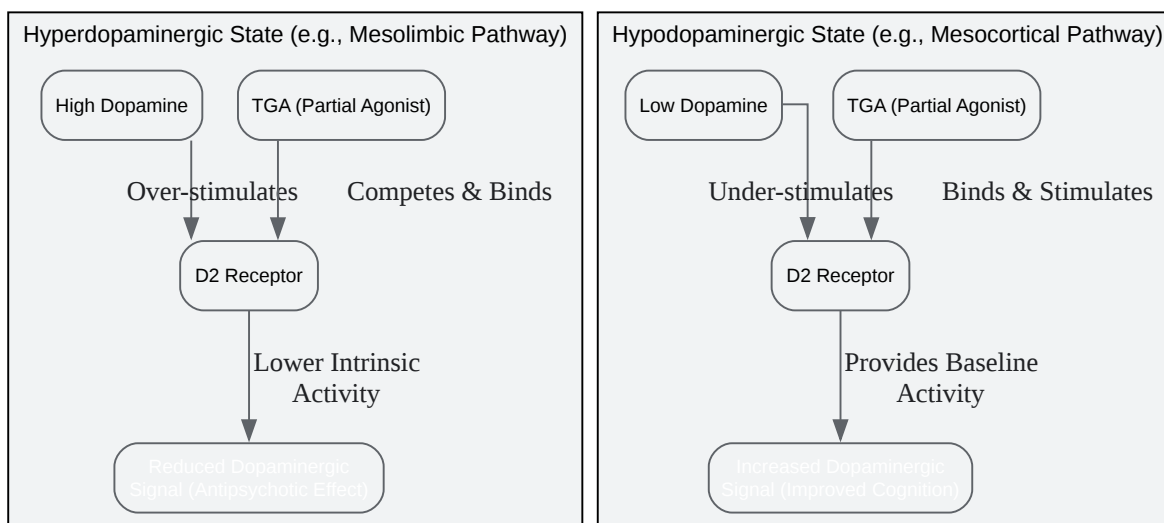 Hyperdopaminergic State (e.g., Mesolimbic Pathway)
High Dopamine
TGA (Partial Agonist)
Over-stimulates
Competes & Binds
D2 Receptor
Lower Intrinsic
Activity
Reduced Dopaminergic
Signal (Antipsychotic Effect)
Hypodopaminergic State (e.g., Mesocortical Pathway)
Low Dopamine
TGA (Partial Agonist)
Under-stimulates
Binds & Stimulates
D2 Receptor
Provides Baseline
Activity
Increased Dopaminergic
Signal (Improved Cognition)